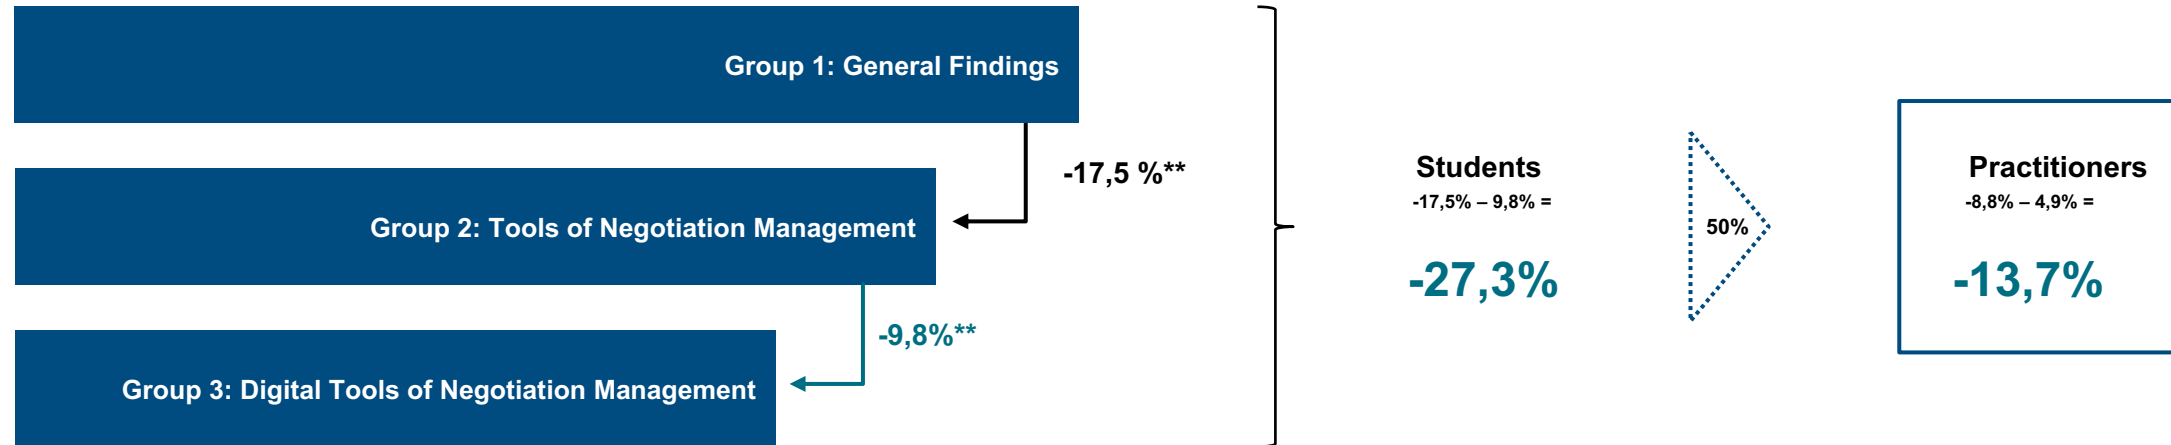 Group 1: General Findings
-17,5 %**
Group 2: Tools of Negotiation Management
-9,8%**
Group 3: Digital Tools of Negotiation Management
Students
-17,5% – 9,8% =
-27,3%
50%
Practitioners
-8,8% – 4,9% =
-13,7%